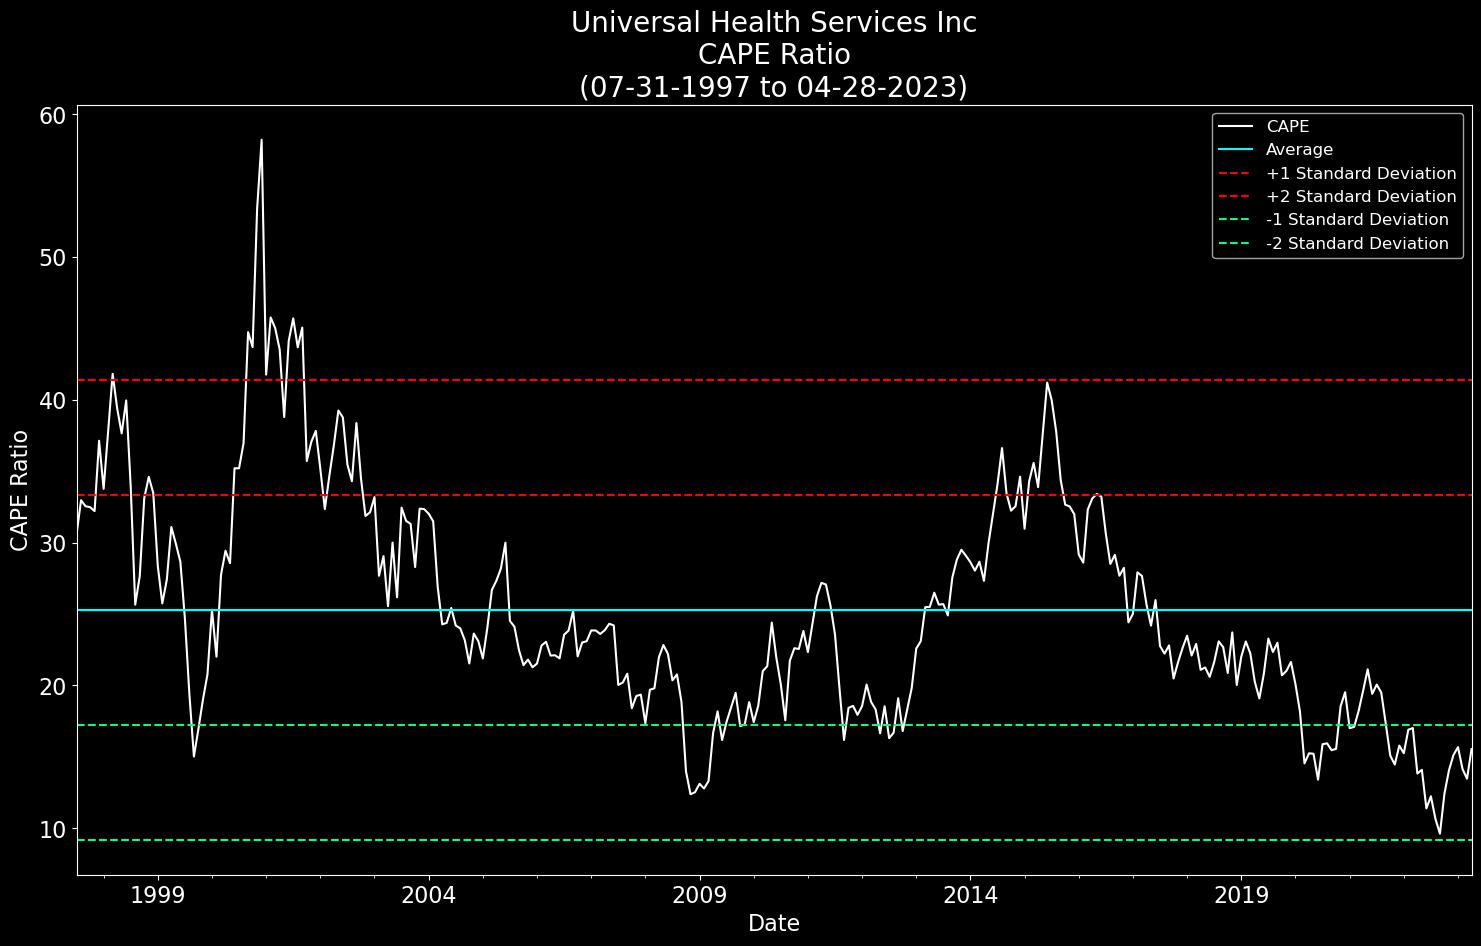 Universal Health Services Inc
CAPE Ratio
(07-31-1997 to 04-28-2023)
60
50
40
30
20
10
CAPE Ratio
CAPE
Average
+1 Standard Deviation
+2 Standard Deviation
-1 Standard Deviation
-2 Standard Deviation
1999
2004
2009
2014
2019
Date